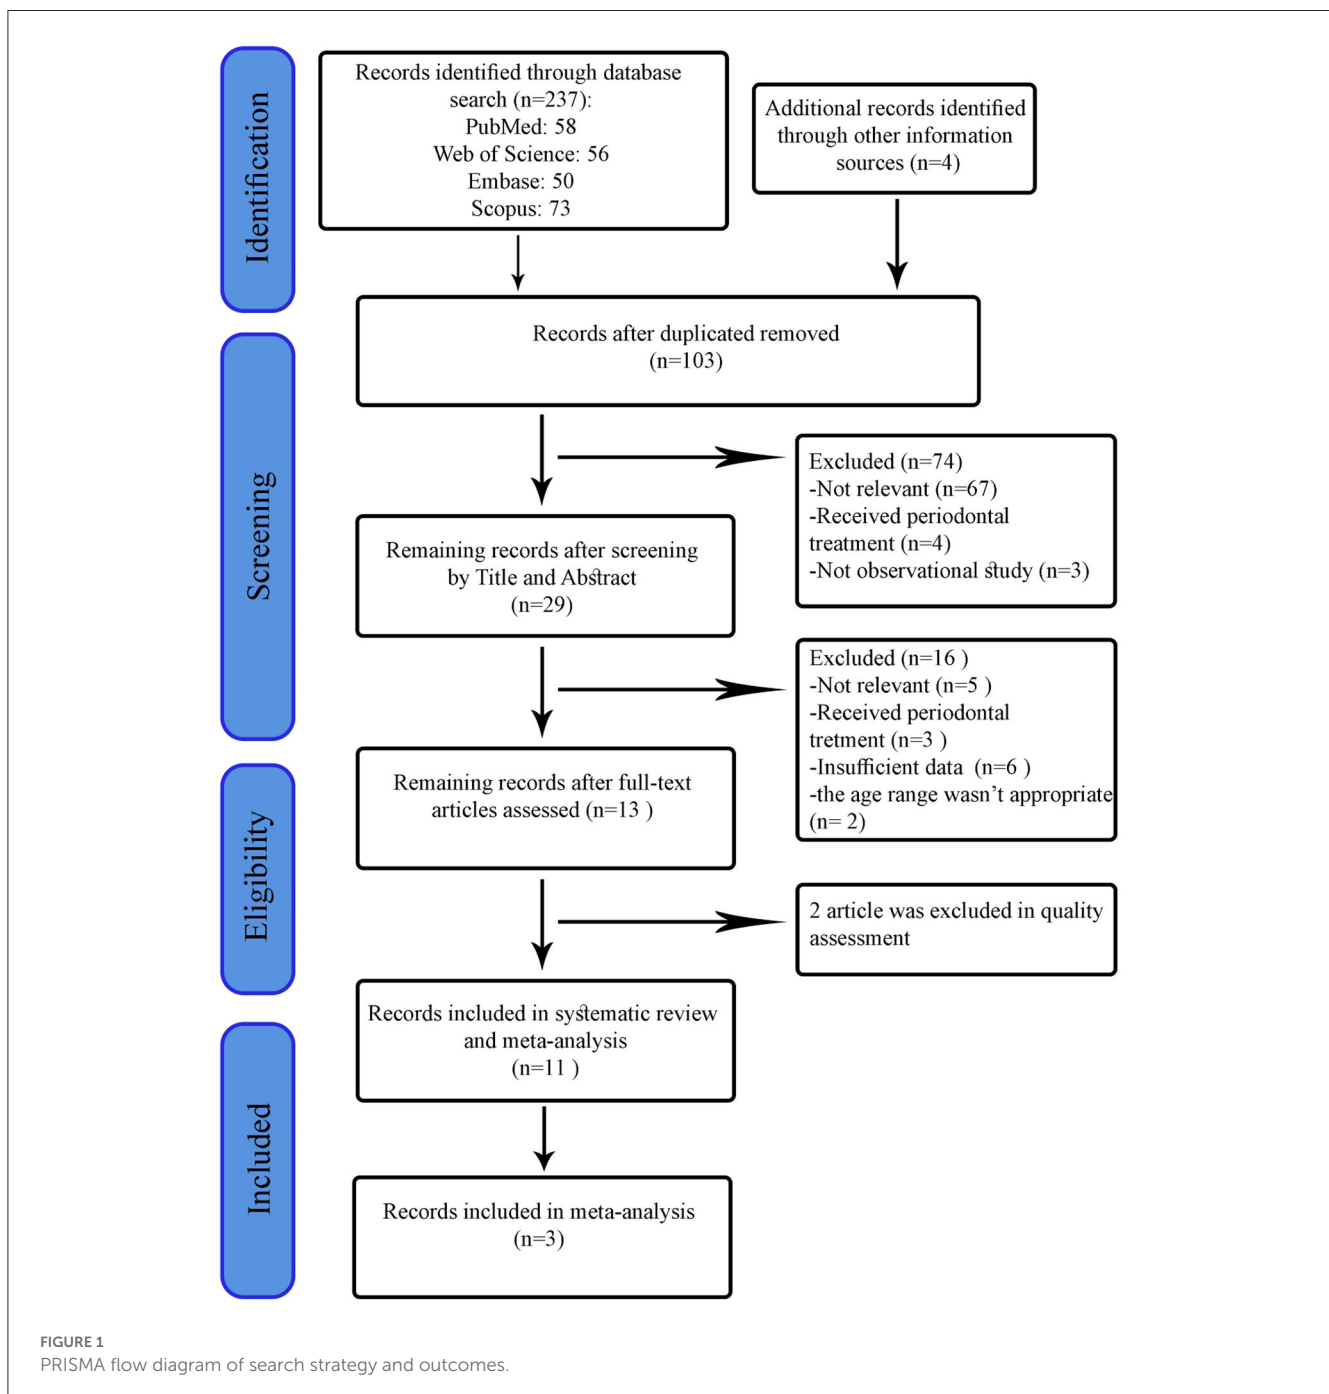 Identification
Records identified through database
search (n=237):
PubMed: 58
Web of Science: 56
Embase: 50
Scopus: 73
Additional records identified
through other information
sources (n=4)
Records after duplicated removed
(n=103)
Screening
Excluded (n=74)
-Not relevant (n=67)
-Received periodontal
treatment (n=4)
-Not observational study (n=3)
Remaining records after screening
by Title and Abstract
(n=29)
Excluded (n=16 )
-Not relevant (n=5 )
-Received periodontal
tretment (n=3 )
-Insufficient data (n=6 )
-the age range wasn't appropriate
(n= 2)
Eligibility
Remaining records after full-text
articles assessed (n=13 )
2 article was excluded in quality
assessment
Records included in systematic review
and meta-analysis
(n=11 )
Included
Records included in meta-analysis
(n=3)
FIGURE 1
PRISMA flow diagram of search strategy and outcomes.